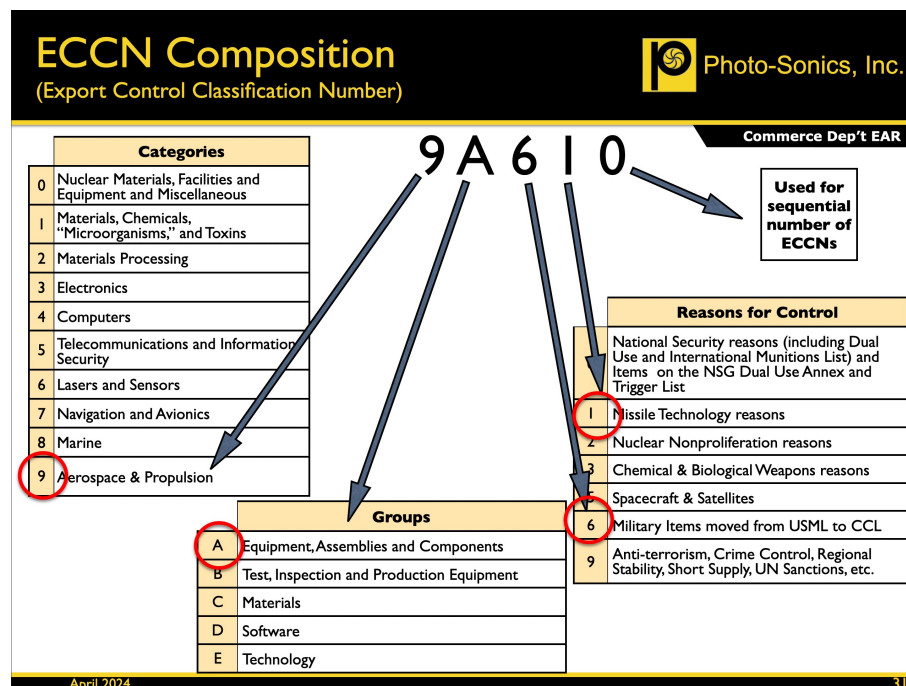 ECCN Composition
(Export Control Classification Number)
Photo-Sonics, Inc.
Commerce Dep't EAR
9A610
Used for
sequential
number of
ECCNs
Categories
0 Nuclear Materials, Facilities and
Equipment and Miscellaneous
1 Materials, Chemicals,
“Microorganisms,” and Toxins
2 Materials Processing
3 Electronics
4 Computers
5 Telecommunications and Information
Security
6 Lasers and Sensors
7 Navigation and Avionics
8 Marine
9 Aerospace & Propulsion
Groups
A Equipment, Assemblies and Components
B Test, Inspection and Production Equipment
C Materials
D Software
E Technology
Reasons for Control
National Security reasons (including Dual
Use and International Munitions List) and
Items on the NSG Dual Use Annex and
Trigger List
1 Missile Technology reasons
2 Nuclear Nonproliferation reasons
3 Chemical & Biological Weapons reasons
5 Spacecraft & Satellites
6 Military Items moved from USML to CCL
9 Anti-terrorism, Crime Control, Regional
Stability, Short Supply, UN Sanctions, etc.
April 2024
31